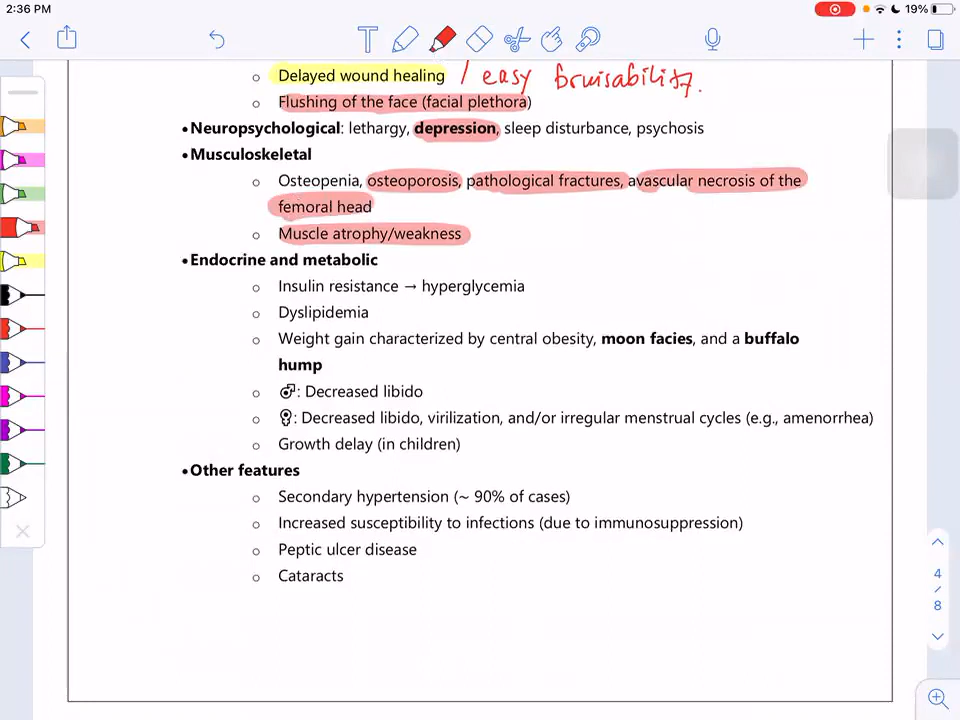 2:36 PM
19%
T
○ Delayed wound healing / easy bruisability.
○ Flushing of the face (facial plethora)
•Neuropsychological: lethargy, depression, sleep disturbance, psychosis
•Musculoskeletal
○ Osteopenia, osteoporosis, pathological fractures, avascular necrosis of the
femoral head
○ Muscle atrophy/weakness
•Endocrine and metabolic
○ Insulin resistance → hyperglycemia
○ Dyslipidemia
○ Weight gain characterized by central obesity, moon facies, and a buffalo
hump
○ ♂: Decreased libido
○ ♀: Decreased libido, virilization, and/or irregular menstrual cycles (e.g., amenorrhea)
○ Growth delay (in children)
•Other features
○ Secondary hypertension (~ 90% of cases)
○ Increased susceptibility to infections (due to immunosuppression)
○ Peptic ulcer disease
○ Cataracts
4
/
8